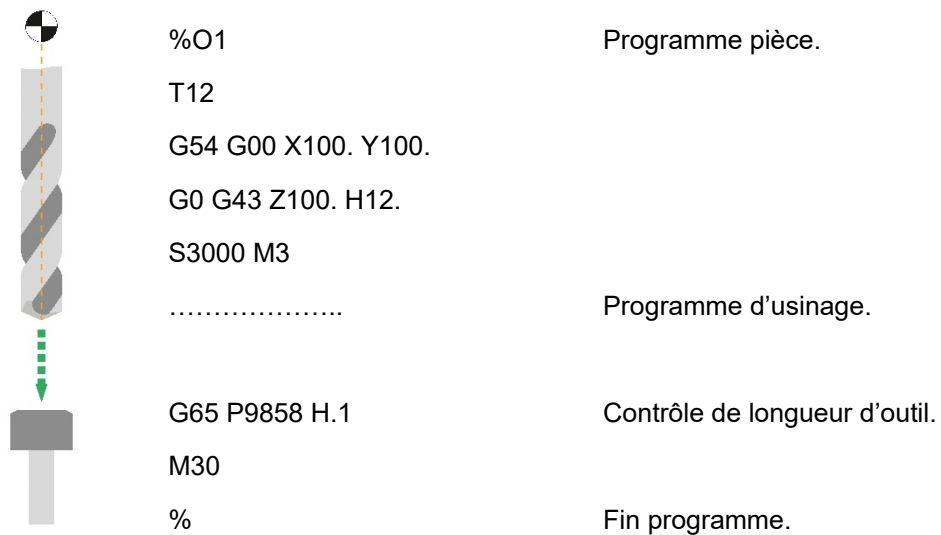 %O1 Programme pièce.
T12
G54 G00 X100. Y100.
G0 G43 Z100. H12.
S3000 M3
……………….. Programme d’usinage.
G65 P9858 H.1 Contrôle de longueur d’outil.
M30
% Fin programme.